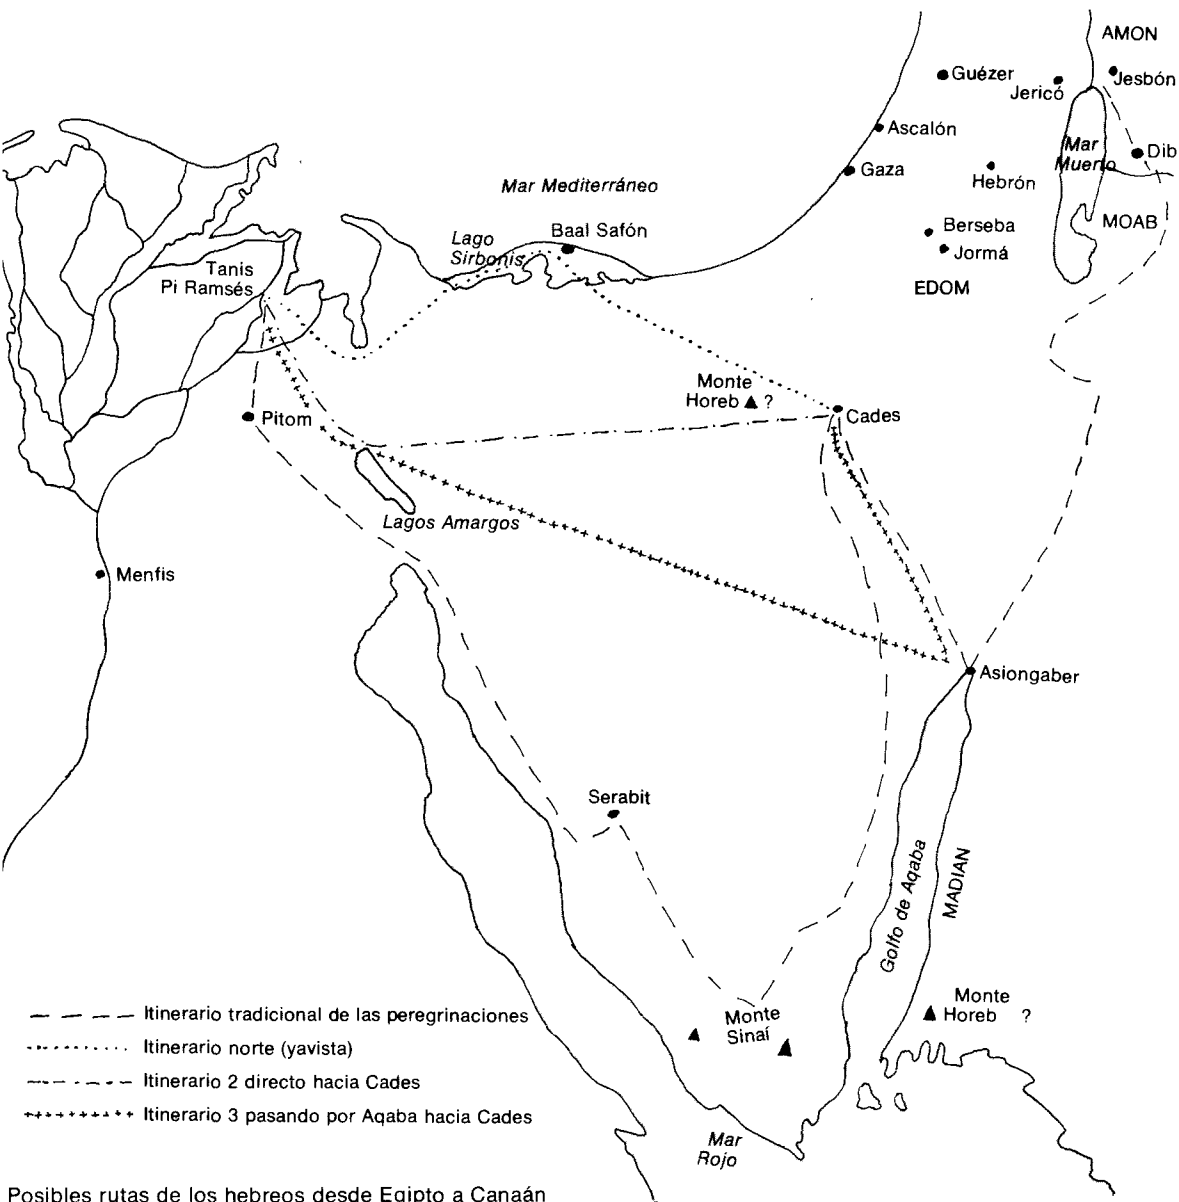 AMON
Guézer
Jesbón
Jericó
Ascalón
Mar
Muerto
Dib
Gaza
Hebrón
Mar Mediterráneo
MOAB
Berseba
Baal Safón
Lago
Sirbonis
Jormá
Tanis
Pi Ramsés
EDOM
Monte
Horeb ?
Cades
Pitom
Lagos Amargos
Menfis
Asiongaber
Serabit
Golfo de Aqaba
MADIAN
Monte
Horeb ?
Monte
Sinaí
Mar
Rojo
Itinerario tradicional de las peregrinaciones
Itinerario norte (yavista)
Itinerario 2 directo hacia Cades
Itinerario 3 pasando por Aqaba hacia Cades
Posibles rutas de los hebreos desde Egipto a Canaán